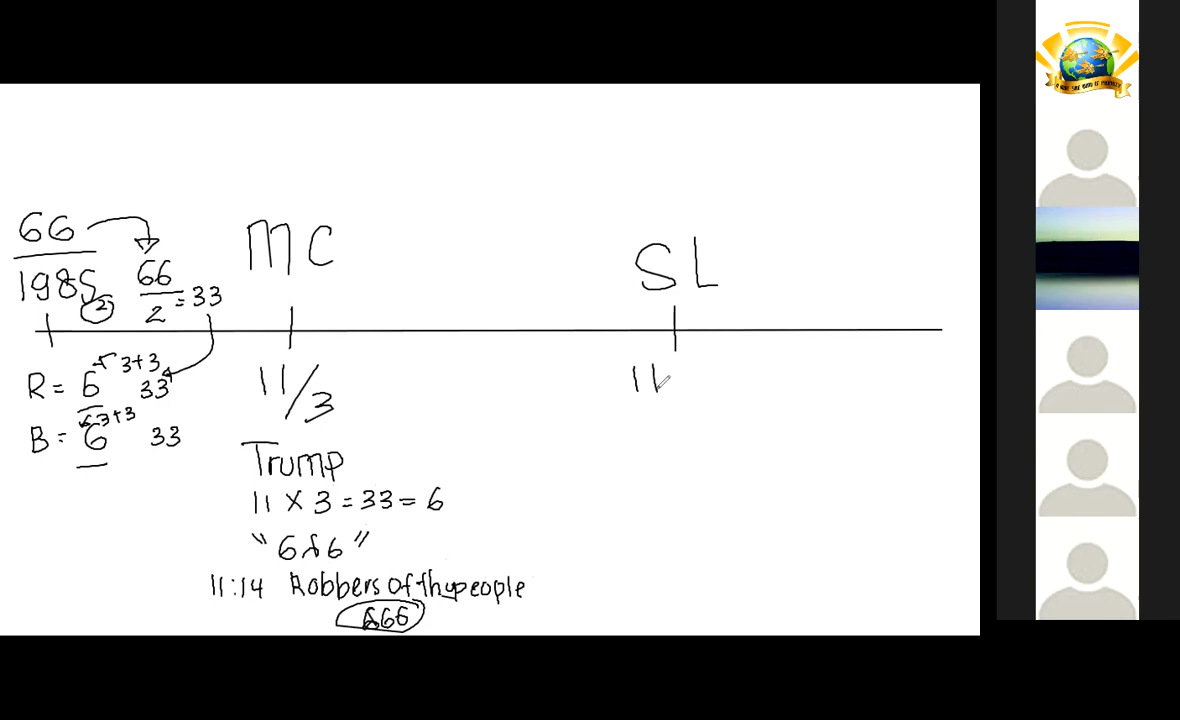 66
1985
2
66
2 = 33
R = 6 3+3 33
B = 6 3+3 33
MC
11/3
Trump
11 X 3 = 33 = 6
"6 & 6"
11:14 Robbers of thy people
666
SL
11